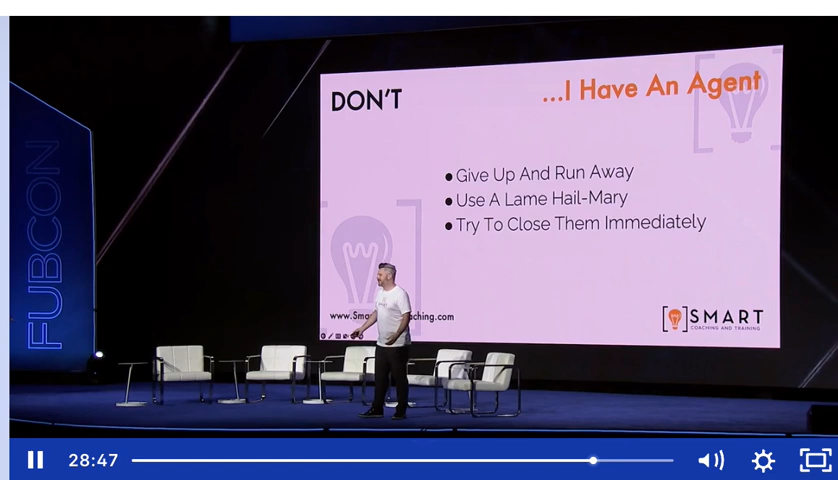 FUBCON
DON'T
...I Have An Agent
● Give Up And Run Away
● Use A Lame Hail-Mary
● Try To Close Them Immediately
[ ] SMART
COACHING AND TRAINING
28:47